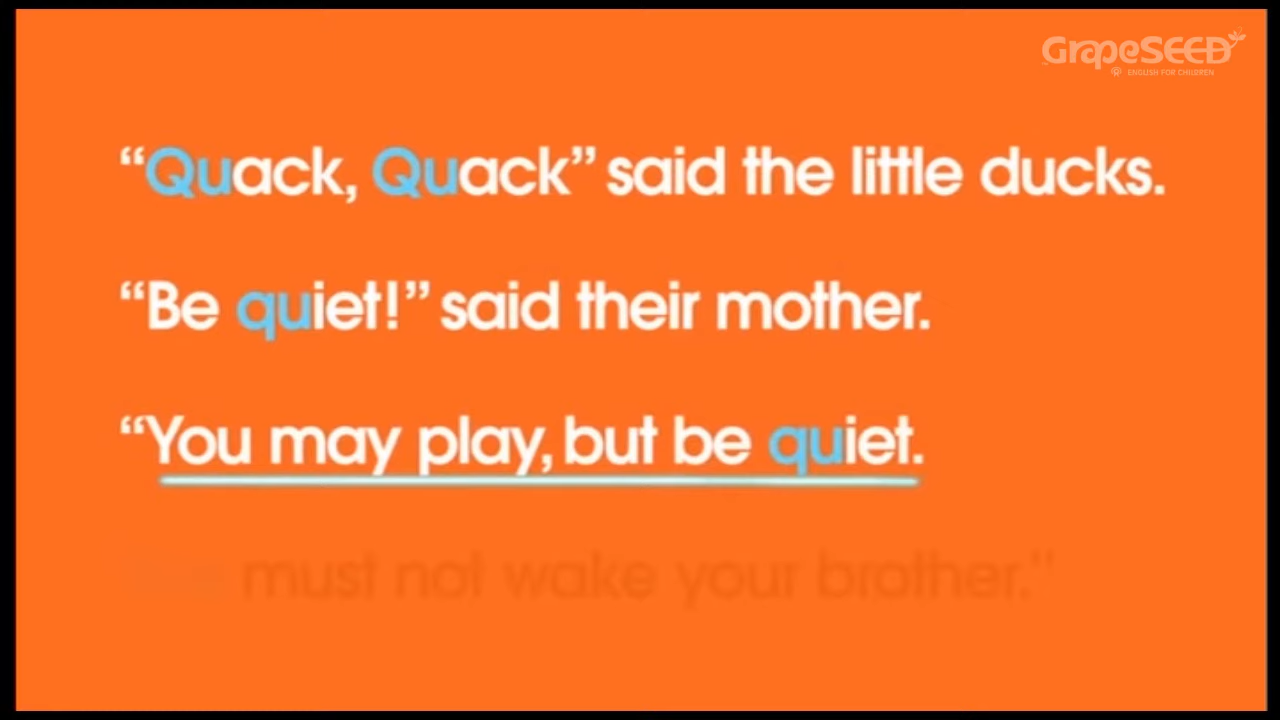 GrapeSEED
ENGLISH FOR CHILDREN
“Quack, Quack” said the little ducks.
“Be quiet!” said their mother.
“You may play, but be quiet.
must not wake your brother.”